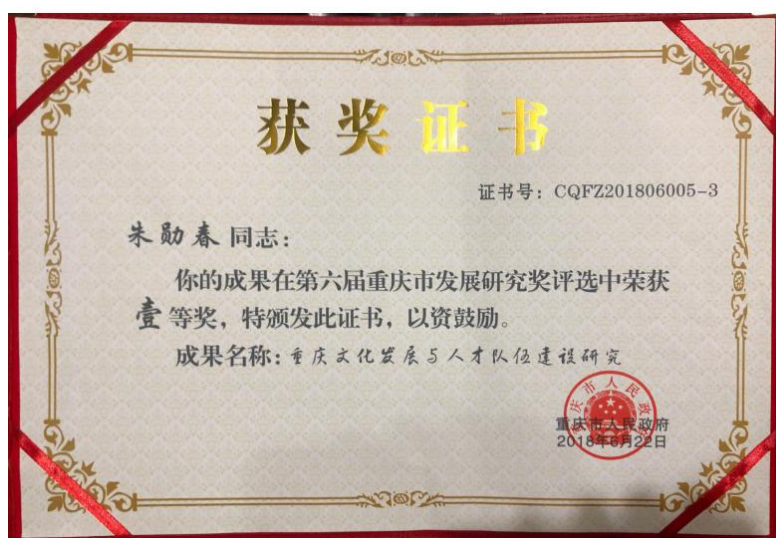 获奖证书
证书号：CQFZ201806005-3
朱勋春同志：
你的成果在第六届重庆市发展研究奖评选中荣获
壹等奖，特颁发此证书，以资鼓励。
成果名称：重庆文化发展与人才队伍建设研究
重庆市人民政府
重庆市人民政府
2018年6月22日